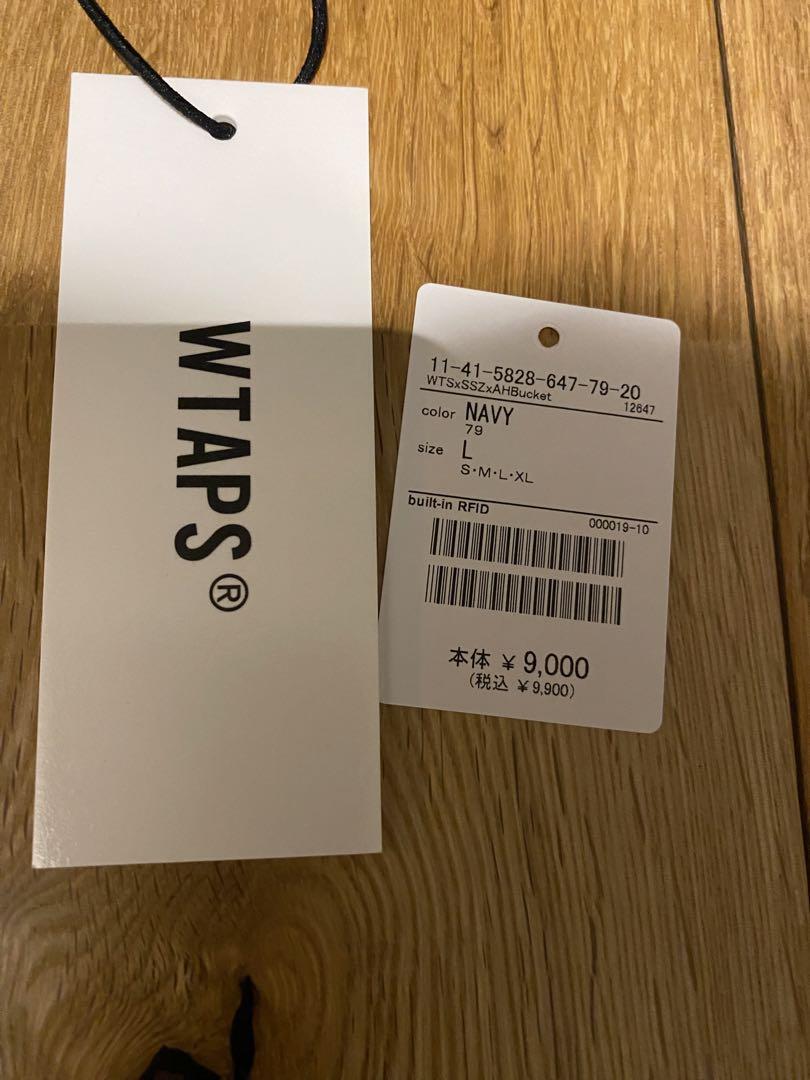 WTAPS®
11-41-5828-647-79-20
WTSxSSZxAHBucket 12647
color NAVY
79
size L
S・M・L・XL
built-in RFID
000019-10
本体 ¥ 9,000
(税込 ¥ 9,900)